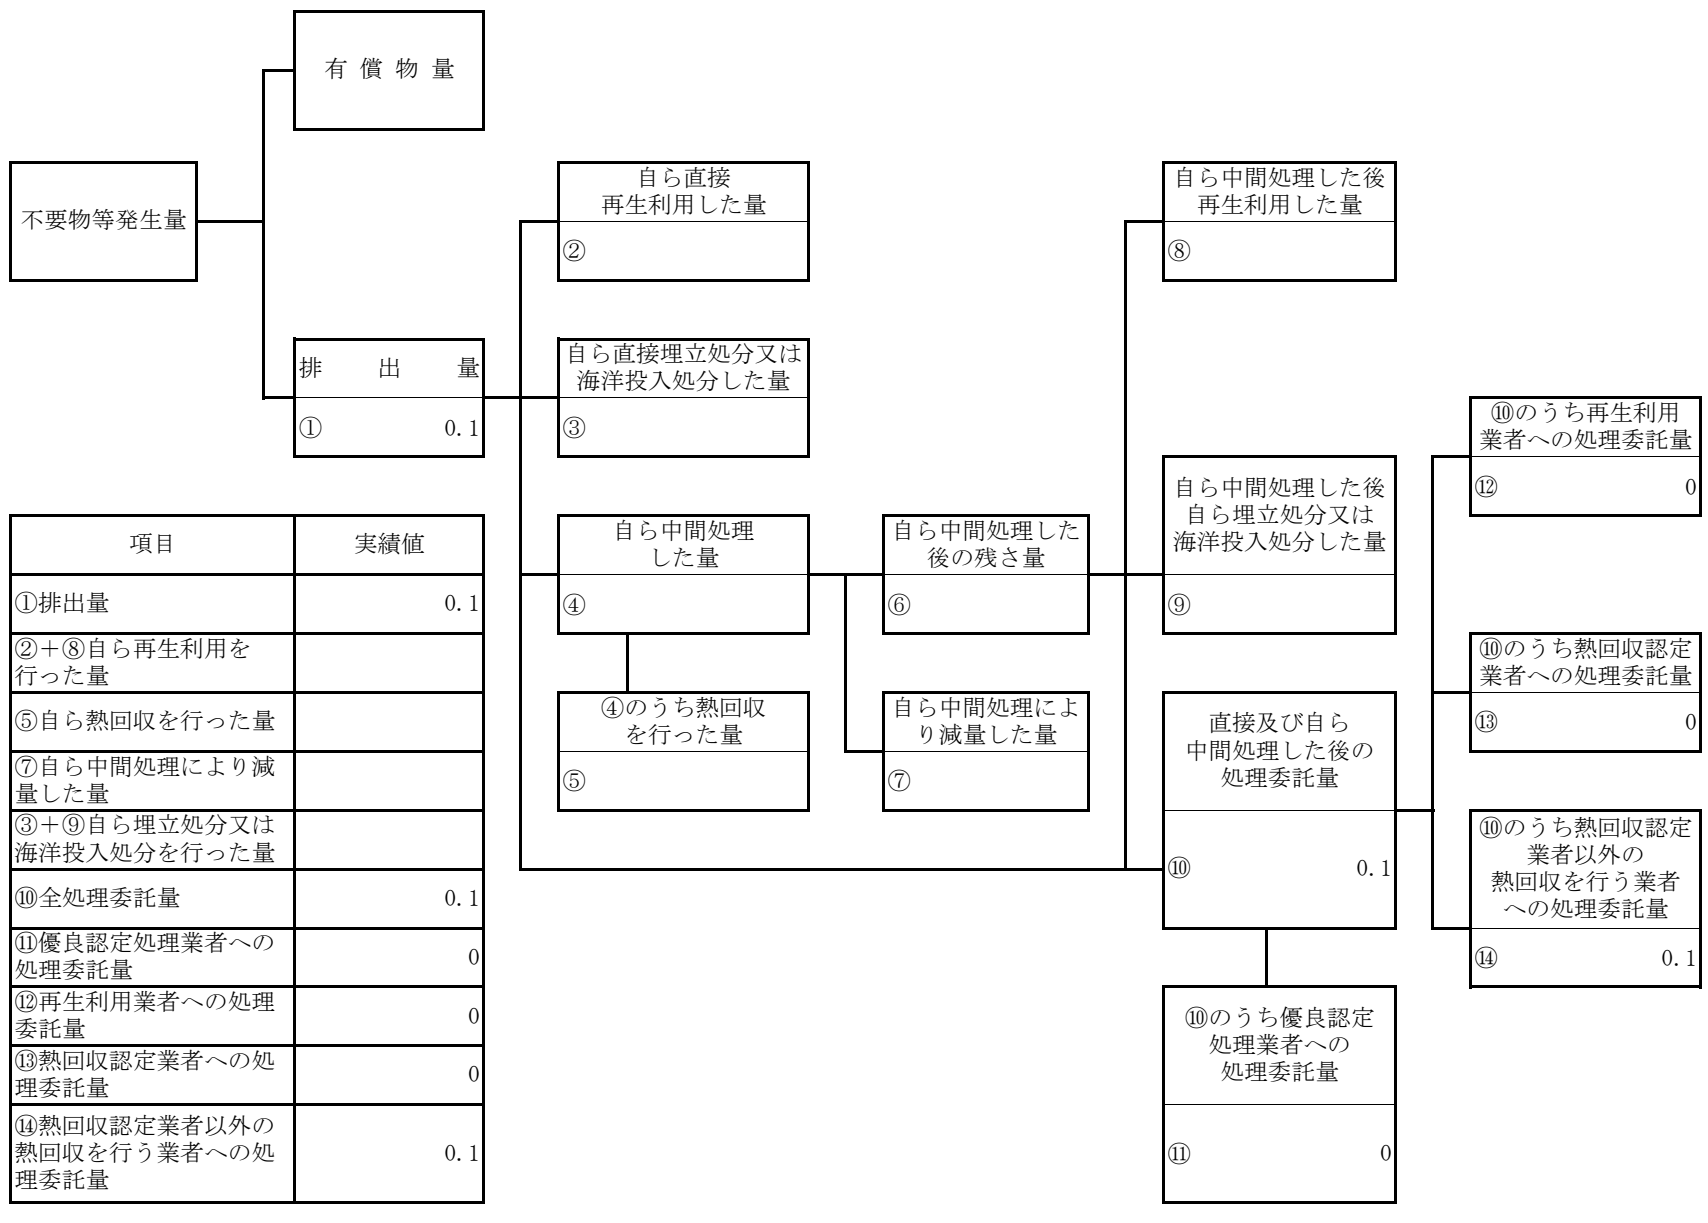 有償物量
不要物等発生量
排出量
① 0.1
自ら直接
再生利用した量
②
自ら直接埋立処分又は
海洋投入処分した量
③
自ら中間処理
した量
④
④のうち熱回収
を行った量
⑤
自ら中間処理した
後の残さ量
⑥
自ら中間処理によ
り減量した量
⑦
自ら中間処理した後
再生利用した量
⑧
自ら中間処理した後
自ら埋立処分又は
海洋投入処分した量
⑨
直接及び自ら
中間処理した後の
処理委託量
⑩ 0.1
⑩のうち優良認定
処理業者への
処理委託量
⑪ 0
⑩のうち再生利用
業者への処理委託量
⑫ 0
⑩のうち熱回収認定
業者への処理委託量
⑬ 0
⑩のうち熱回収認定
業者以外の
熱回収を行う業者
への処理委託量
⑭ 0.1
項目 実績値
①排出量 0.1
②＋⑧自ら再生利用を
行った量
⑤自ら熱回収を行った量
⑦自ら中間処理により減
量した量
③＋⑨自ら埋立処分又は
海洋投入処分を行った量
⑩全処理委託量 0.1
⑪優良認定処理業者への
処理委託量 0
⑫再生利用業者への処理
委託量 0
⑬熱回収認定業者への処
理委託量 0
⑭熱回収認定業者以外の
熱回収を行う業者への処 0.1
理委託量